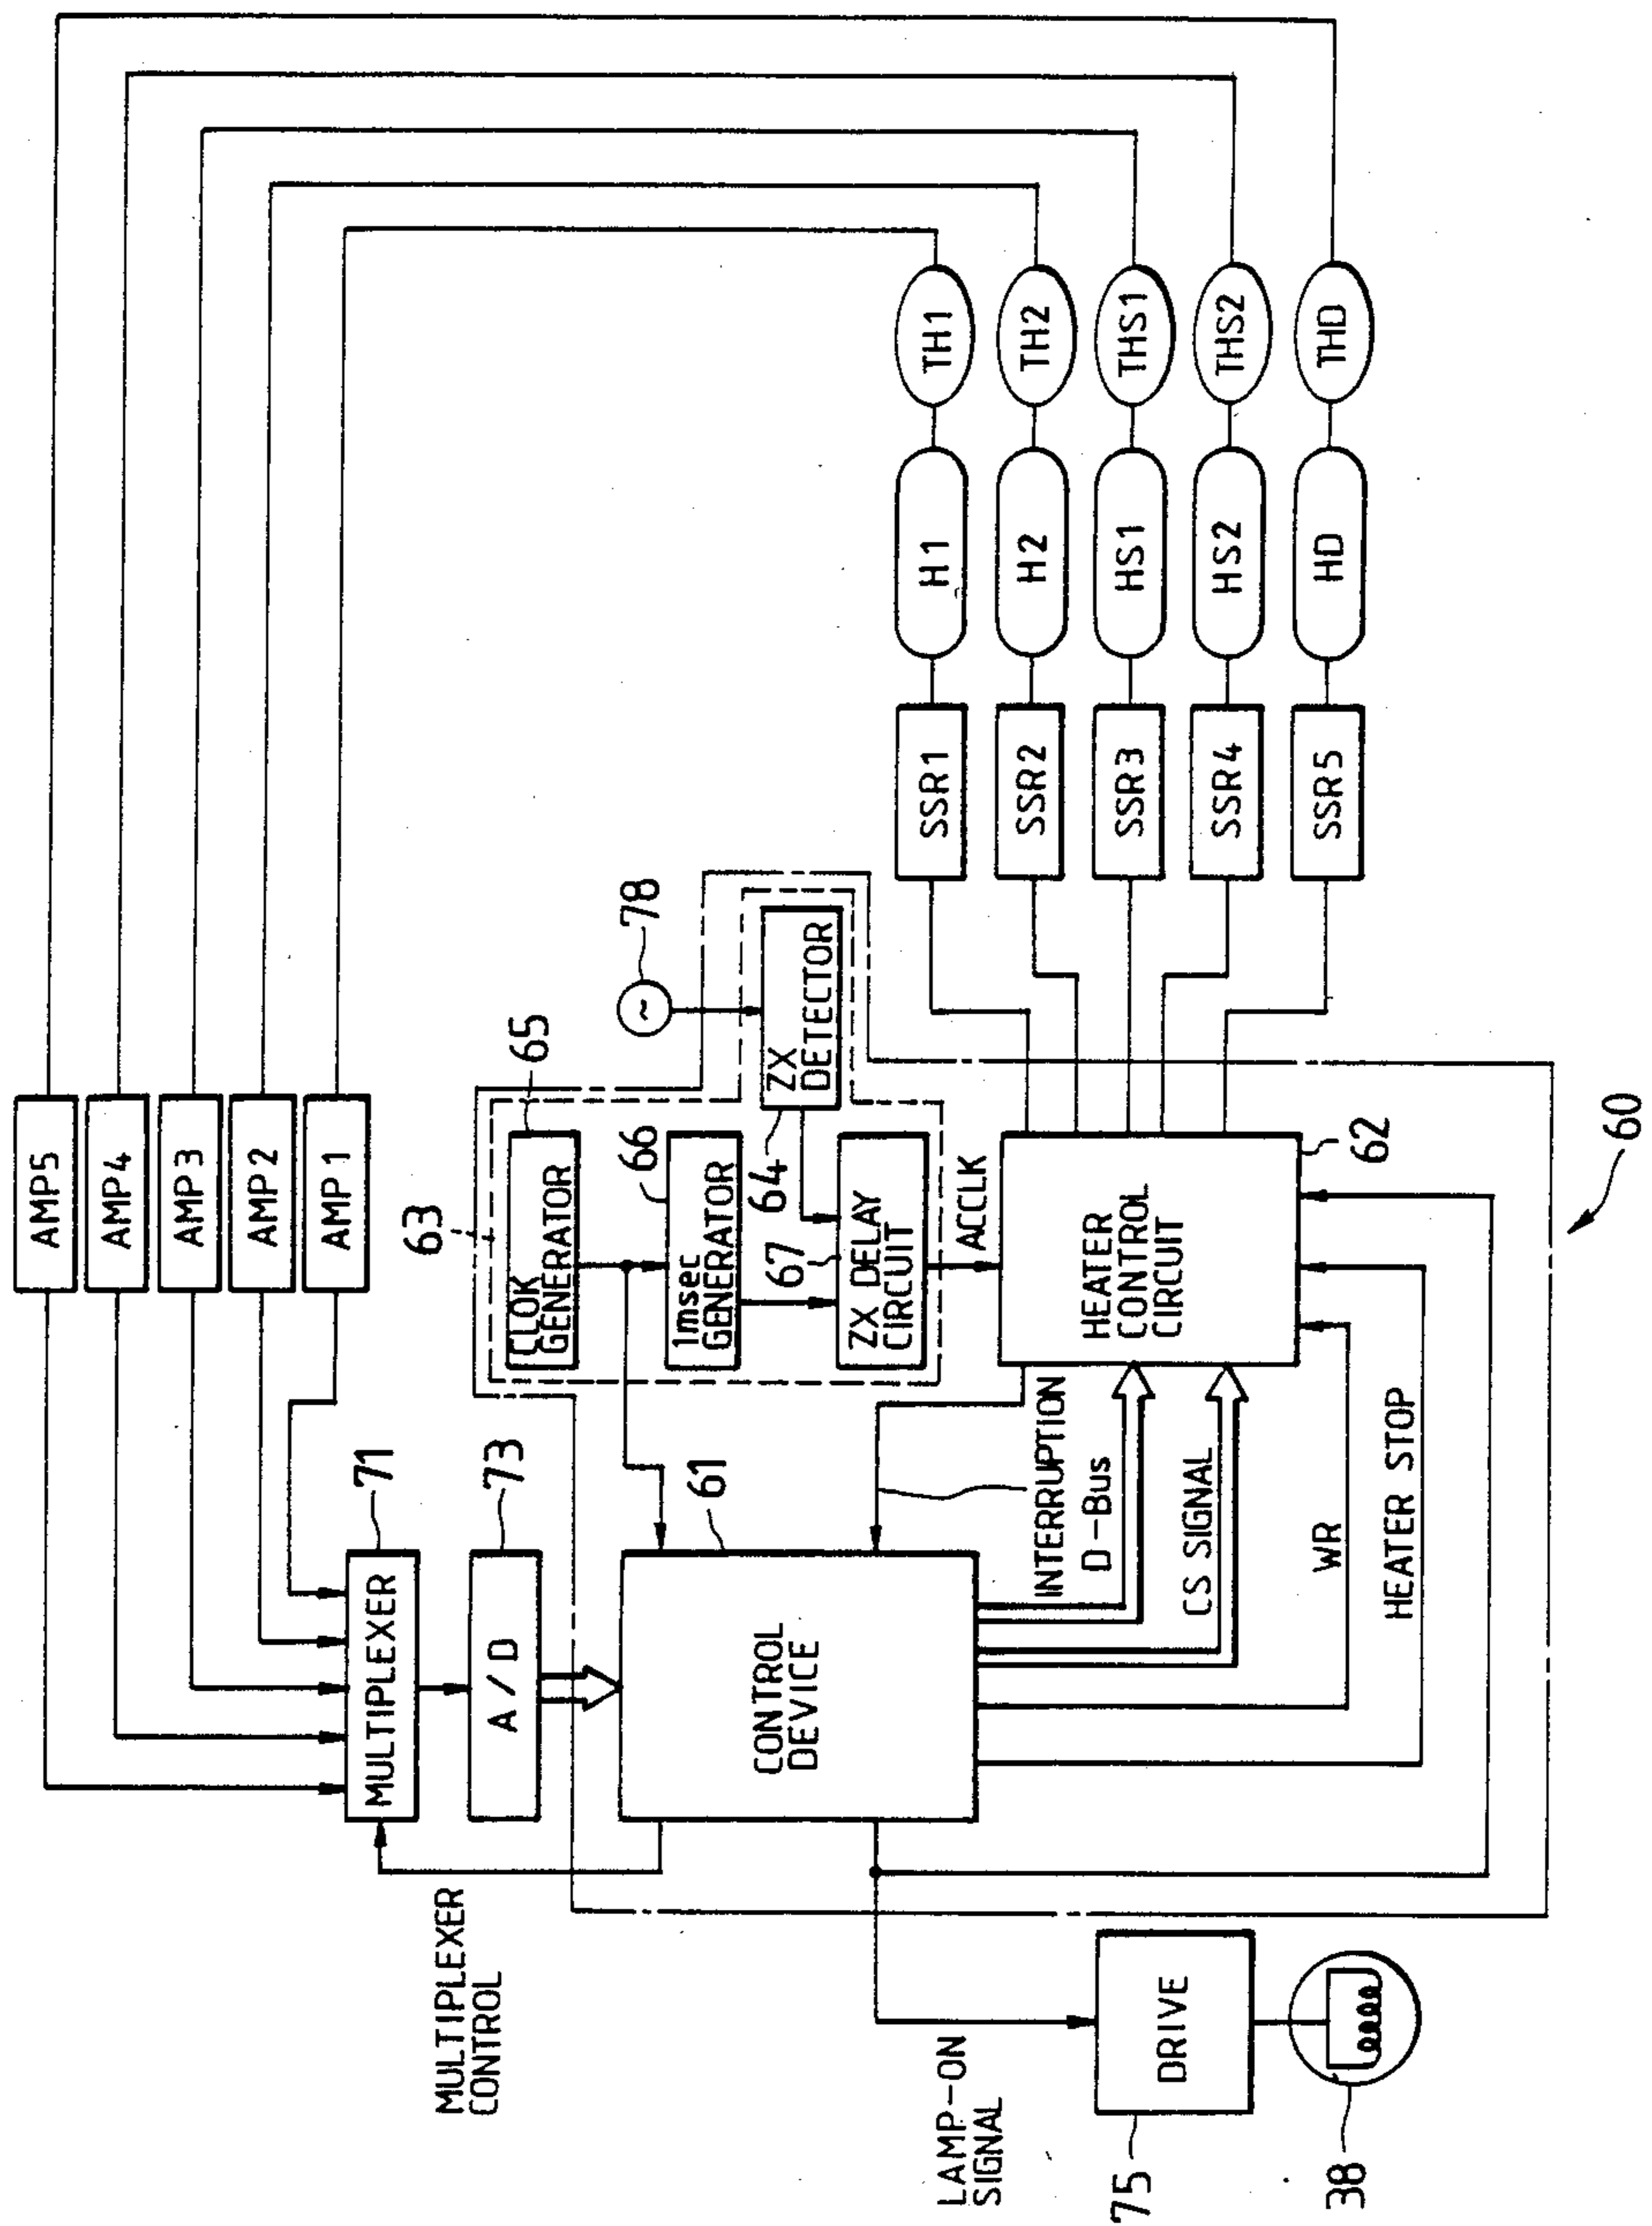 AMP5
AMP4
AMP3
AMP2
AMP1
MULTIPLEXER
71
A/D
73
MULTIPLEXER
CONTROL
63
CLOK
GENERATOR
65
1msec
GENERATOR
66
ZX
DETECTOR
64
78
~
ZX DELAY
CIRCUIT
67
ACCLK
CONTROL
DEVICE
61
HEATER
CONTROL
CIRCUIT
62
INTERRUPTION
D-Bus
CS SIGNAL
WR
HEATER STOP
60
LAMP-ON
SIGNAL
DRIVE
75
38
SSR1
H1
TH1
SSR2
H2
TH2
SSR3
HS1
THS1
SSR4
HS2
THS2
SSR5
HD
THD